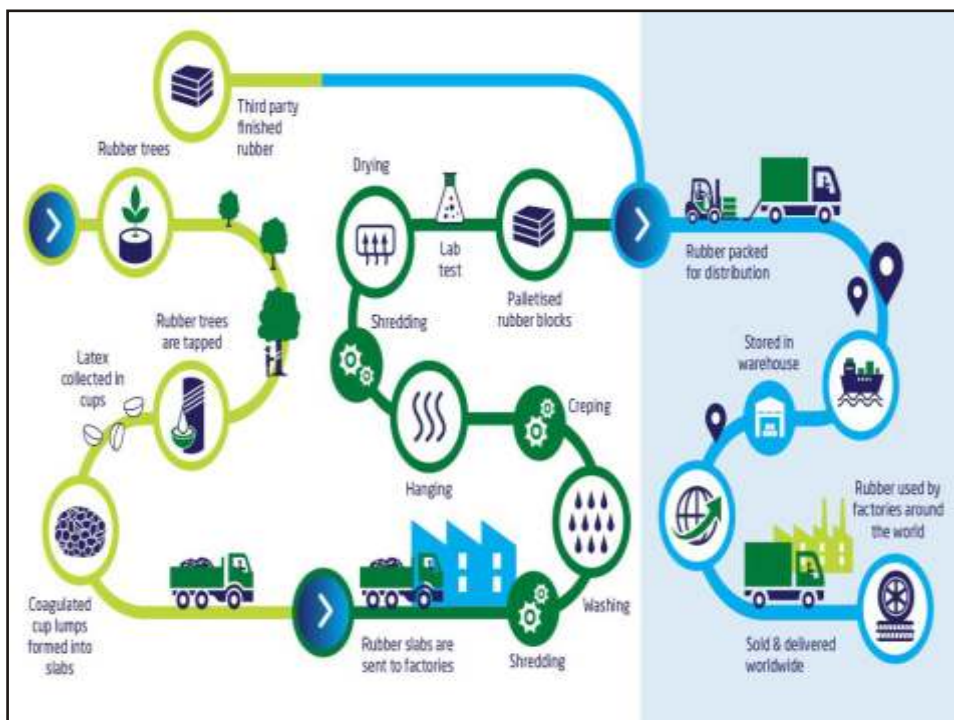 Third party
finished
rubber
Rubber trees
Rubber trees
are tapped
Latex
collected in
cups
Coagulated
cup lumps
formed into
slabs
Rubber slabs are
sent to factories
Shredding
Washing
Creping
Hanging
Shredding
Drying
Lab
test
Palletised
rubber blocks
Rubber packed
for distribution
Stored in
warehouse
Sold & delivered
worldwide
Rubber used by
factories around
the world